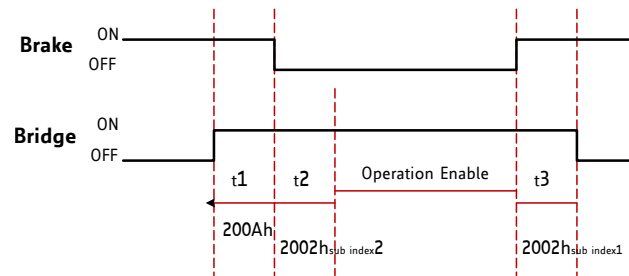 ON
Brake
OFF
ON
Bridge
OFF
t1 t2 Operation Enable t3
200Ah
2002hsub index2 2002hsub index1